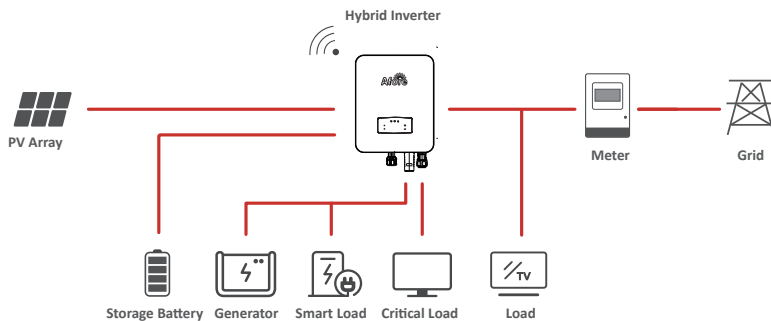 Hybrid Inverter
PV Array
Meter
Grid
TV
Storage Battery
Generator
Smart Load
Critical Load
Load